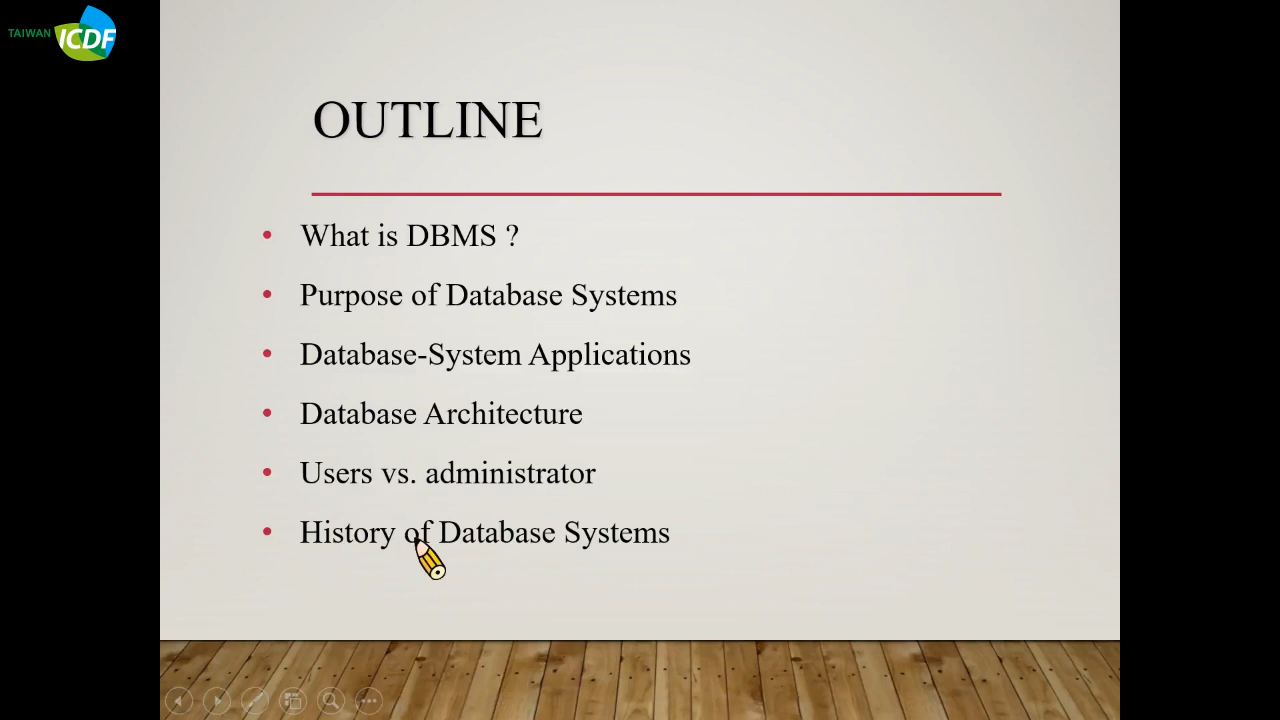 TAIWAN ICDF
OUTLINE
• What is DBMS ?
• Purpose of Database Systems
• Database-System Applications
• Database Architecture
• Users vs. administrator
• History of Database Systems